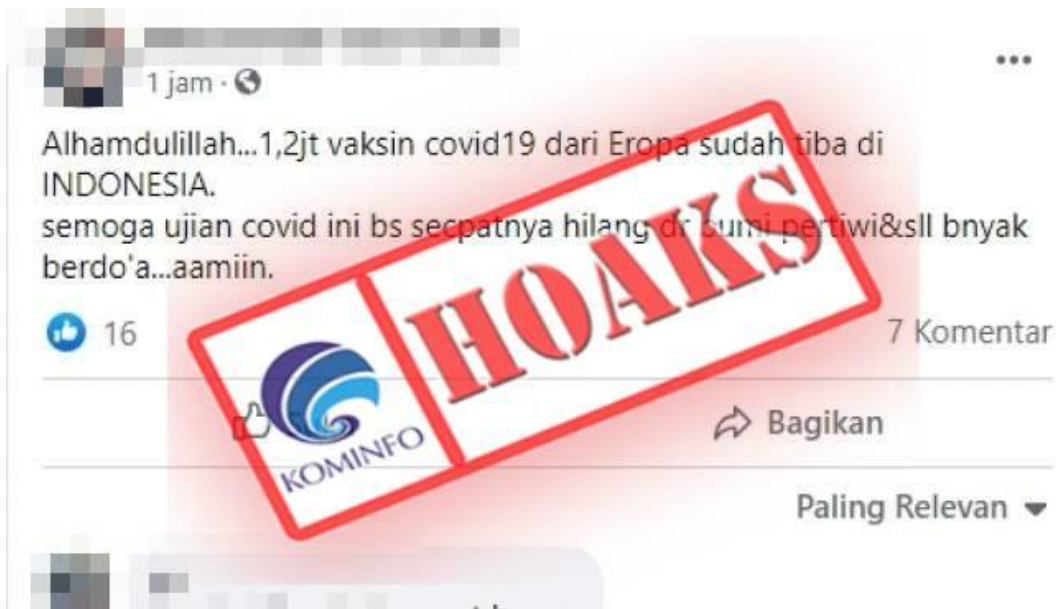 1 jam ·
Alhamdulillah...1,2jt vaksin covid19 dari Eropa sudah tiba di
INDONESIA.
semoga ujian covid ini bs secpatnya hilang dr bumi pertiwi&sll bnyak
berdo'a...aamiin.
HOAKS
KOMINFO
16
7 Komentar
Bagikan
Paling Relevan